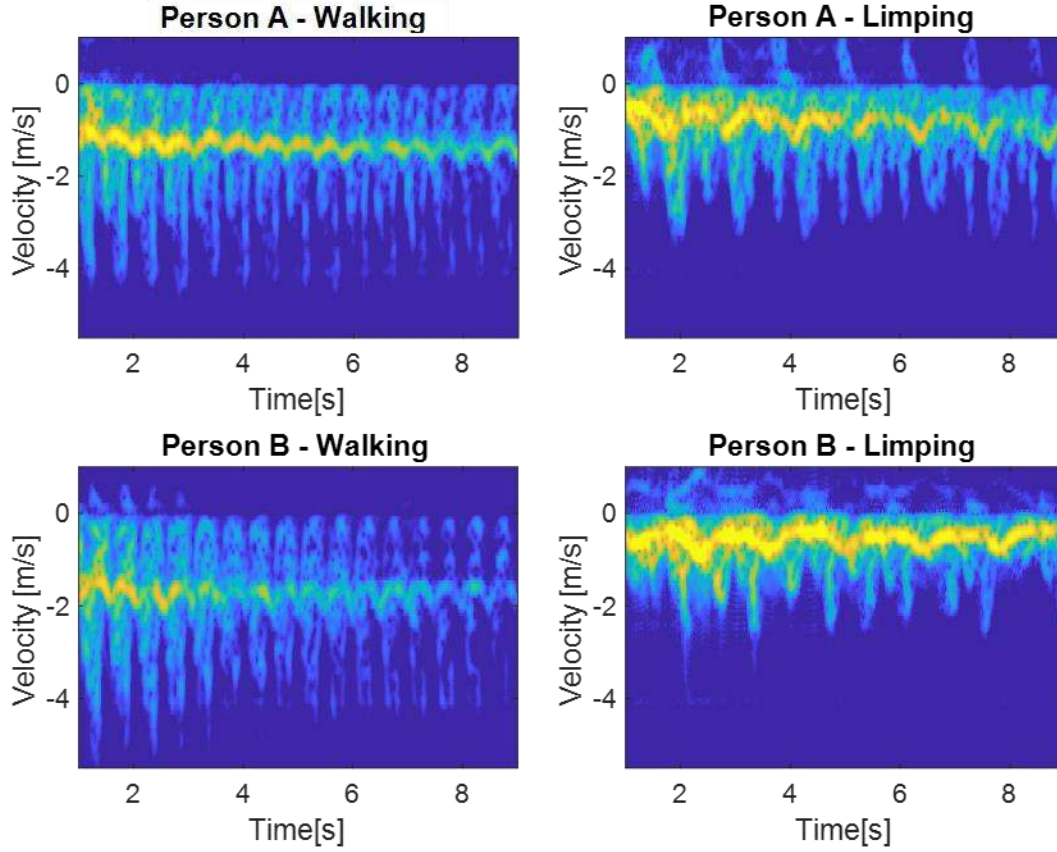 Person A - Walking
Person A - Limping
Velocity [m/s]
0
-2
-4
2
4
6
8
Time[s]
Velocity [m/s]
0
-2
-4
2
4
6
8
Time[s]
Person B - Walking
Person B - Limping
Velocity [m/s]
0
-2
-4
2
4
6
8
Time[s]
Velocity [m/s]
0
-2
-4
2
4
6
8
Time[s]